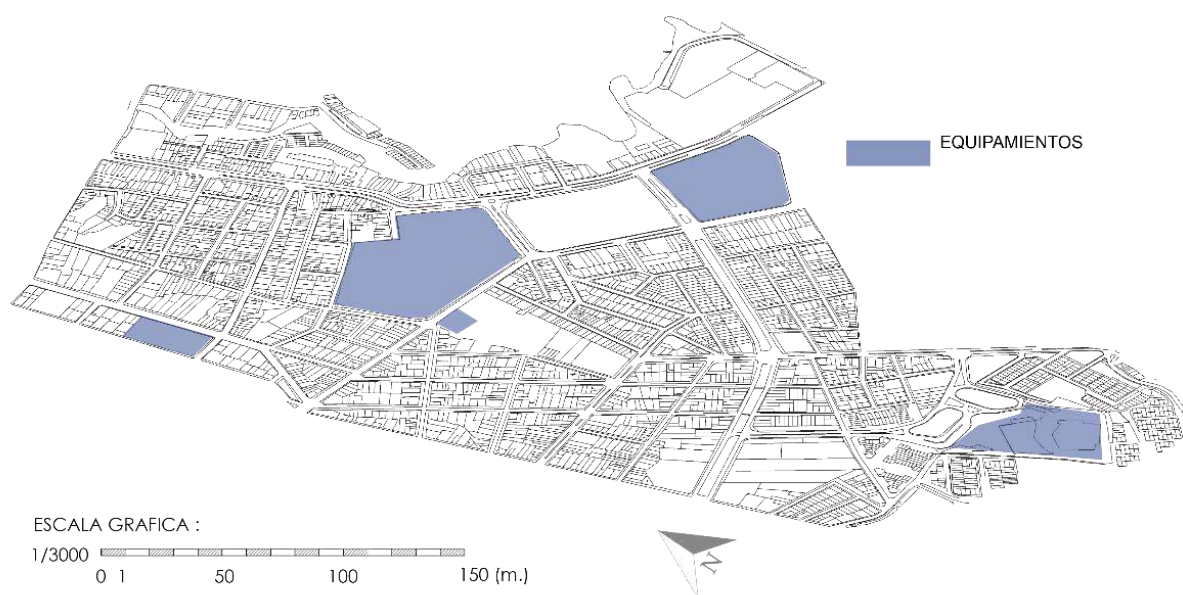 EQUIPAMIENTOS
ESCALA GRAFICA :
1/3000
0 1 50 100 150 (m.)
N